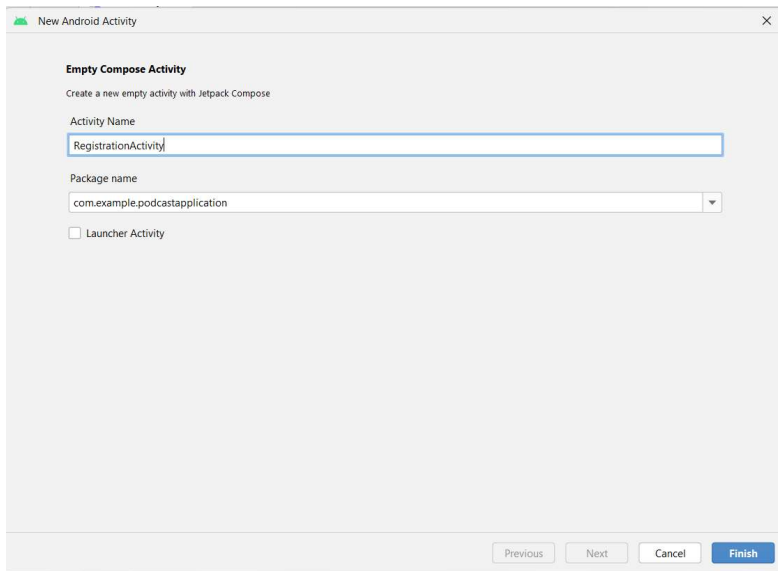 New Android Activity
Empty Compose Activity
Create a new empty activity with Jetpack Compose
Activity Name
RegistrationActivity
Package name
com.example.podcastapplication
Launcher Activity
Previous Next Cancel Finish